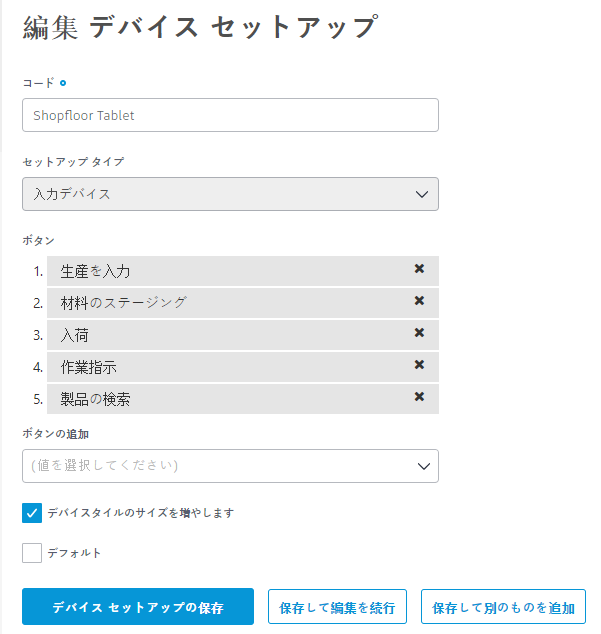 編集 デバイス セットアップ
コード
Shopfloor Tablet
セットアップ タイプ
入力デバイス
ボタン
1. 生産を入力
2. 材料のステージング
3. 入荷
4. 作業指示
5. 製品の検索
ボタンの追加
(値を選択してください)
デバイスタイルのサイズを増やします
デフォルト
デバイス セットアップの保存 保存して編集を続行 保存して別のものを追加